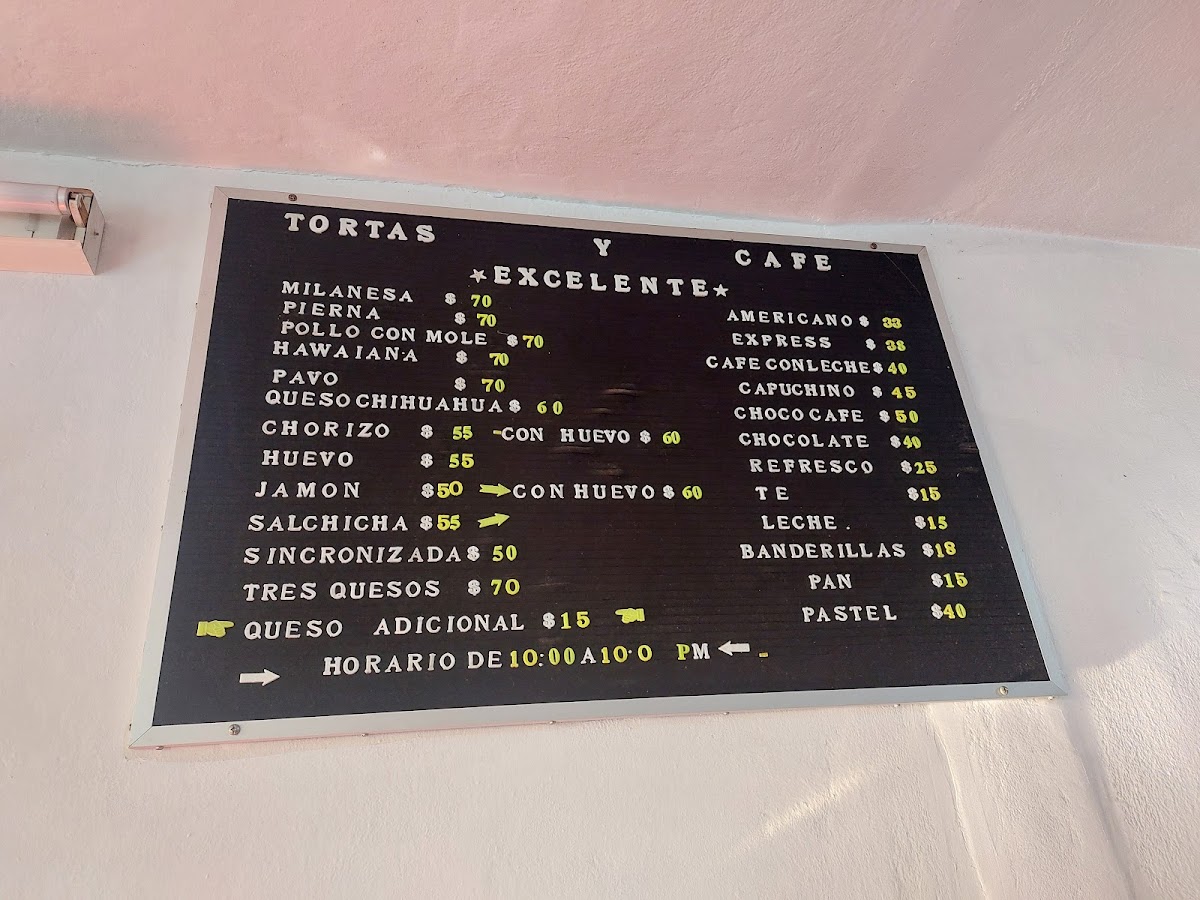 TORTAS Y CAFE
★EXCELENTE★
MILANESA $ 70
PIERNA $ 70
POLLO CON MOLE $ 70
HAWAIANA $ 70
PAVO $ 70
QUESO CHIHUAHUA $ 60
CHORIZO $ 55 -CON HUEVO $ 60
HUEVO $ 55
JAMON $50 → CON HUEVO $ 60
SALCHICHA $55
SINCRONIZADA $ 50
TRES QUESOS $ 70
QUESO ADICIONAL $15
AMERICANO $ 33
EXPRESS $ 38
CAFE CON LECHE $ 40
CAPUCHINO $ 45
CHOCO CAFE $50
CHOCOLATE $40
REFRESCO $25
TE $15
LECHE. $15
BANDERILLAS $18
PAN $15
PASTEL $40
→ HORARIO DE 10:00 A 10·0 PM ← -